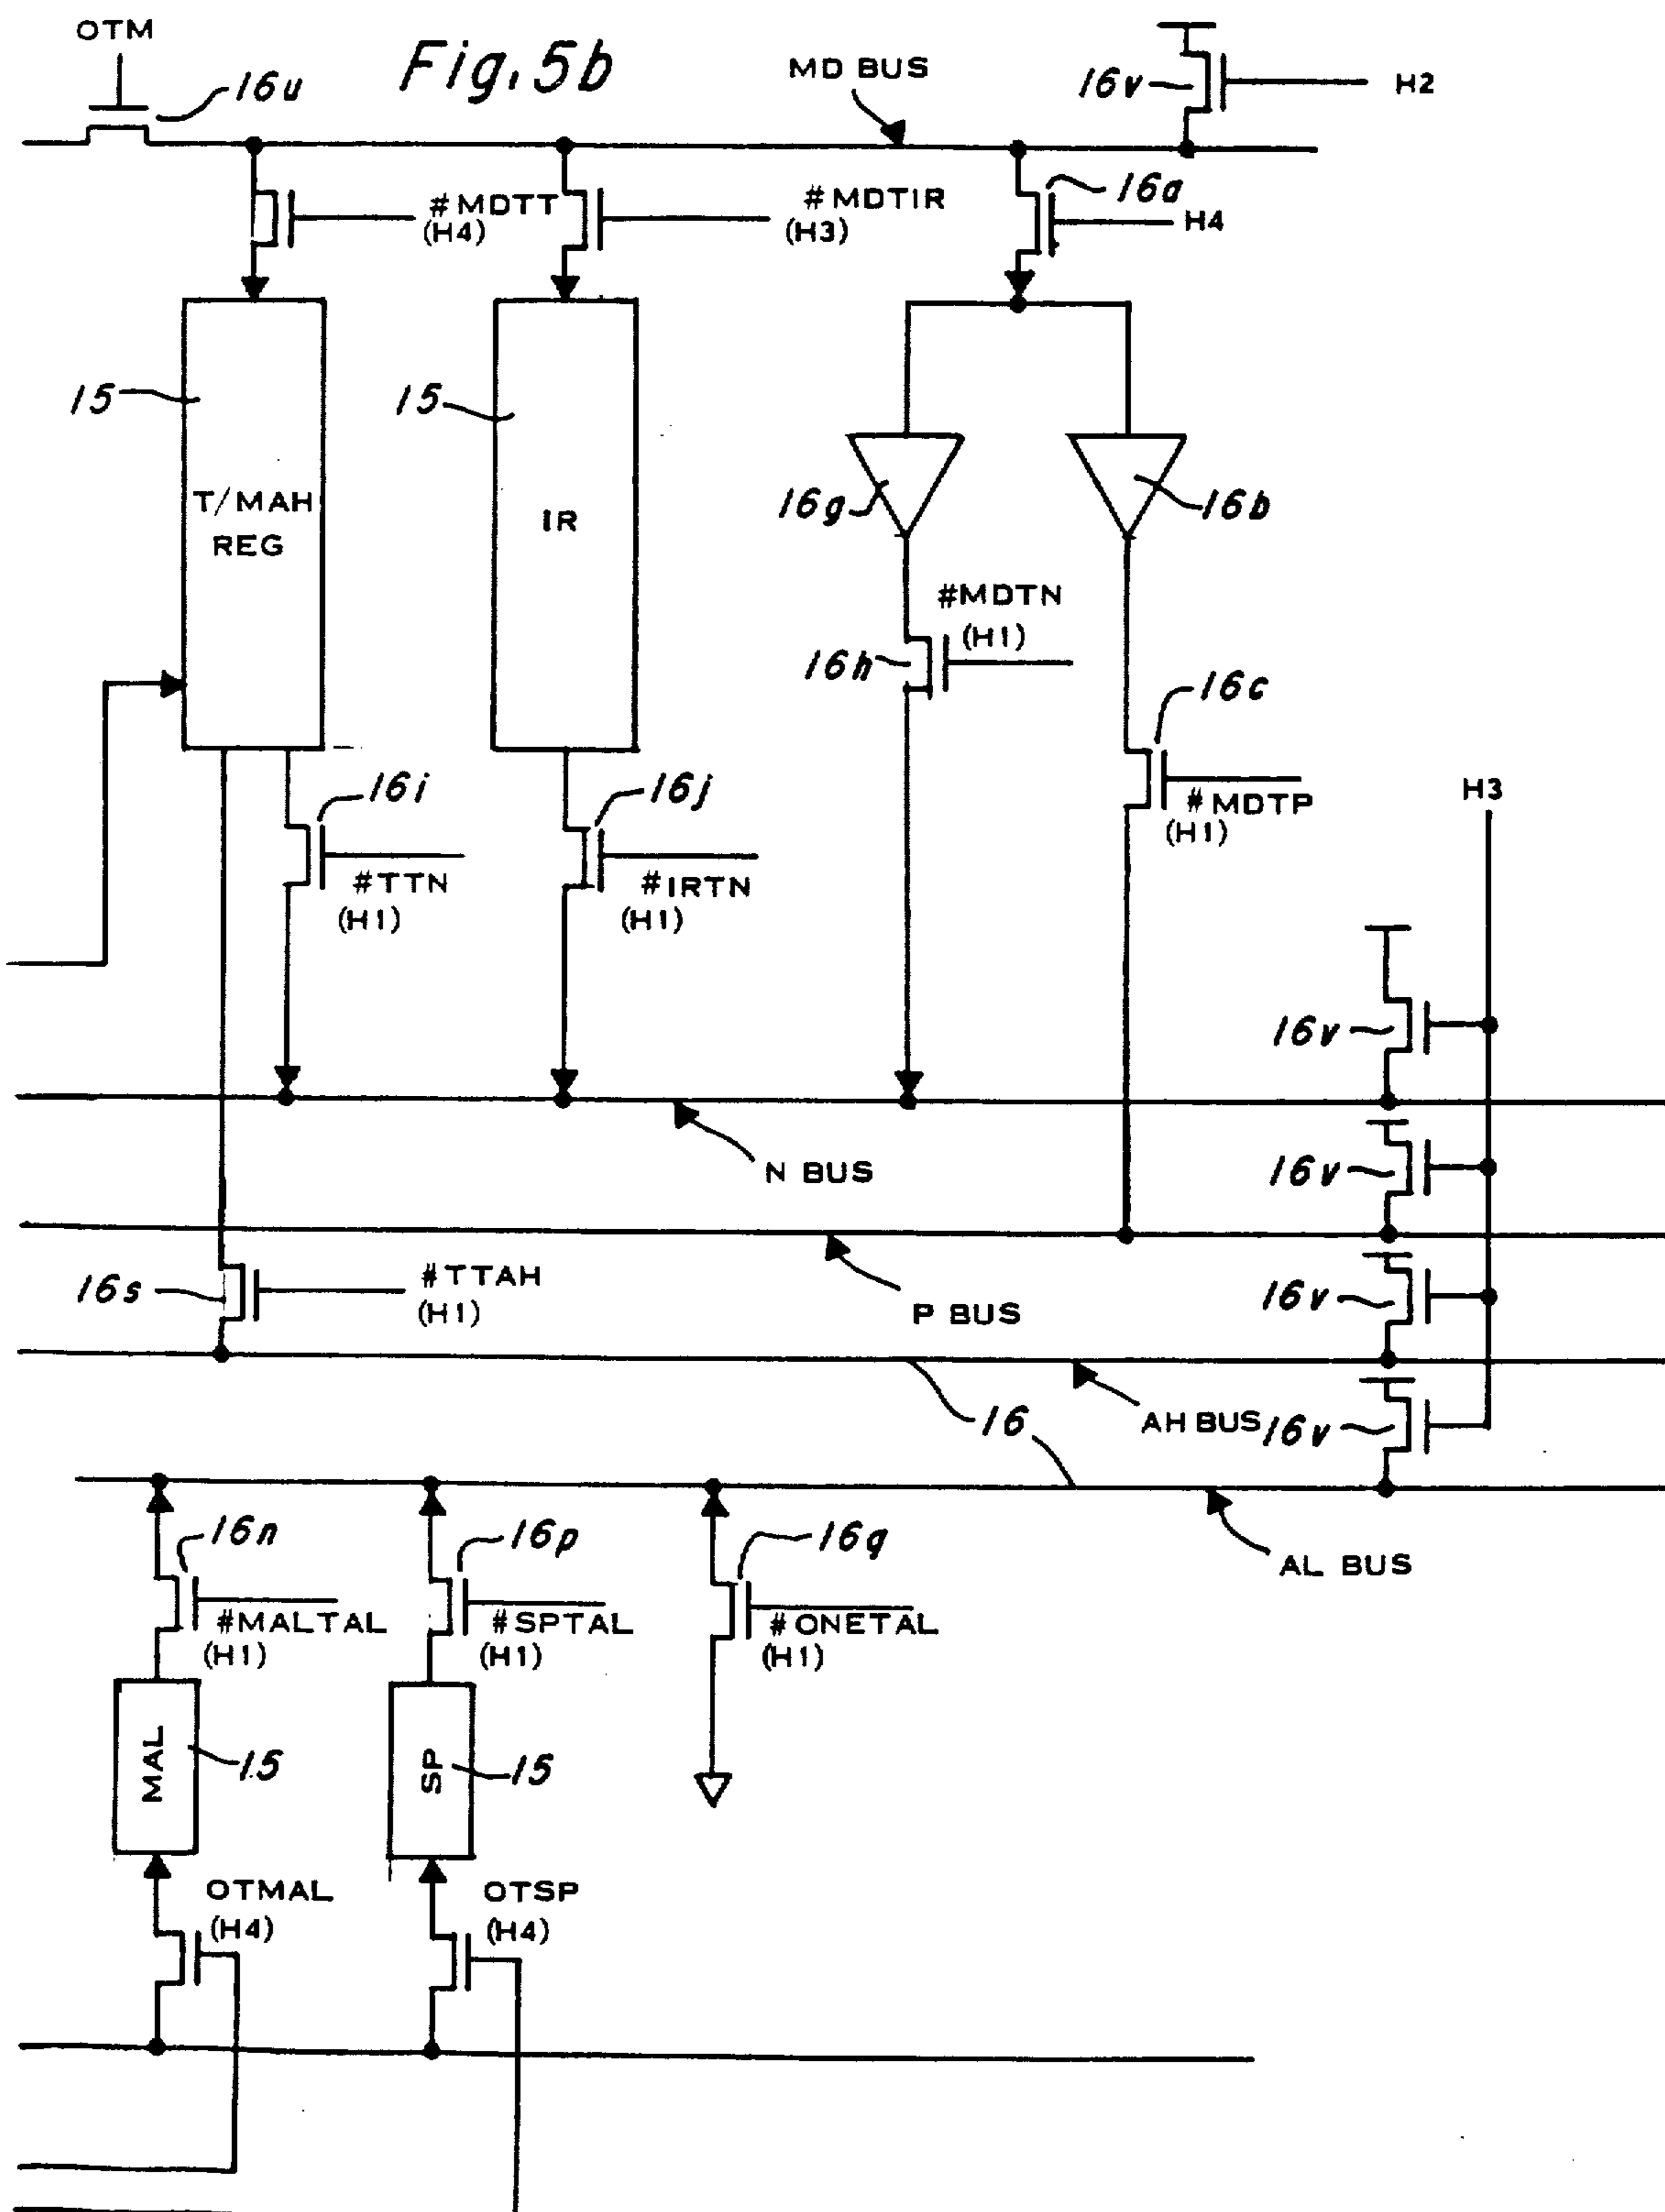 OTM
Fig. 5b
16u
MD BUS
16v
H2
#MDTT
(H4)
#MDTIR
(H3)
16a
H4
15
15
T/MAH
REG
IR
16g
16b
#MDTN
(H1)
16h
16c
#MDTP
(H1)
H3
16i
16j
#TTN
(H1)
#IRTN
(H1)
16v
N BUS
16v
16s
#TTAH
(H1)
P BUS
16v
16
AH BUS
16v
16n
16p
16q
AL BUS
#MALTAL
(H1)
#SPTAL
(H1)
#ONETAL
(H1)
MAL
15
SP
15
OTMAL
(H4)
OTSP
(H4)